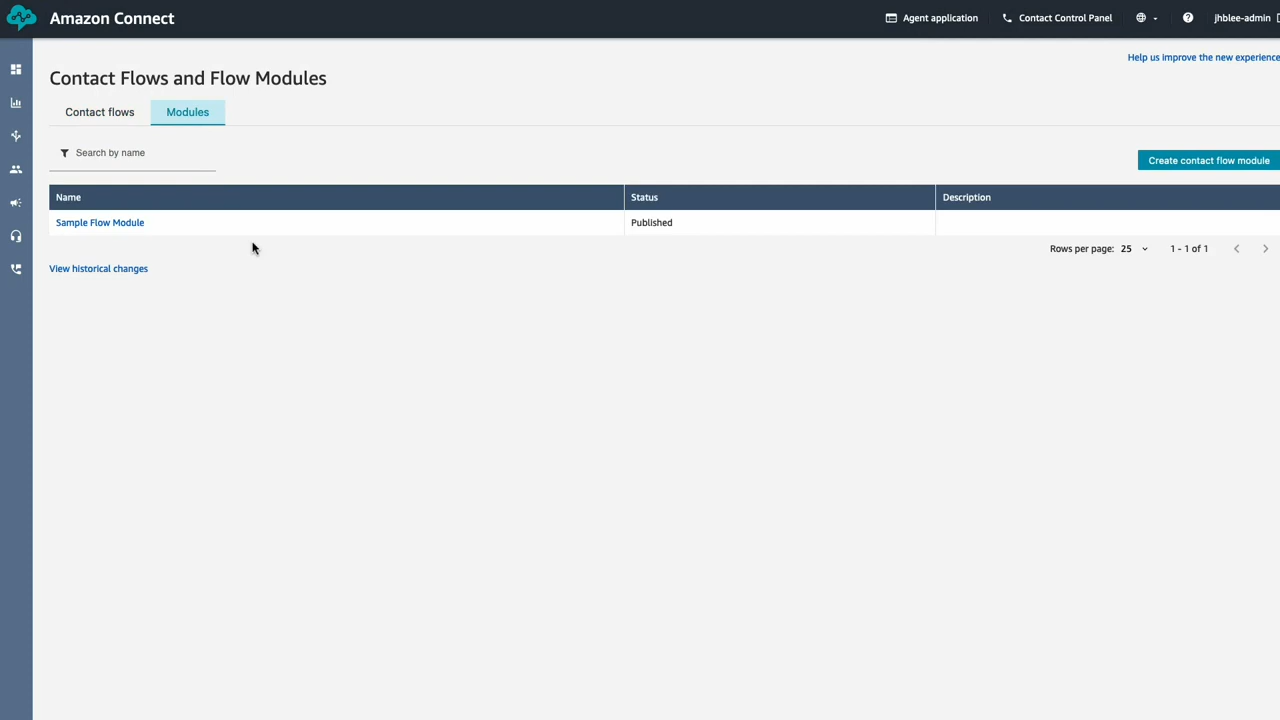 Amazon Connect
Agent application
Contact Control Panel
jhblee-admin
Help us improve the new experience
Contact Flows and Flow Modules
Contact flows
Modules
Search by name
Create contact flow module
Name
Status
Description
Sample Flow Module
Published
Rows per page: 25
1 - 1 of 1
View historical changes